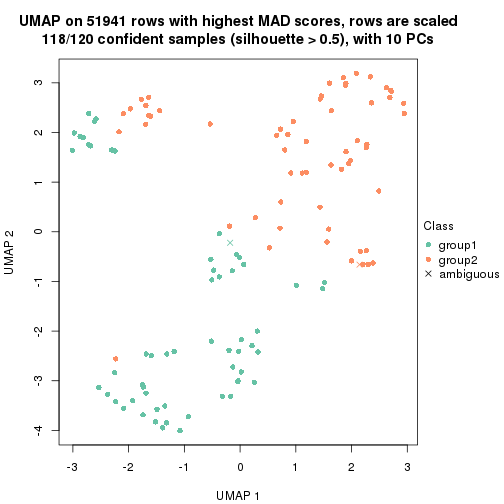 UMAP on 51941 rows with highest MAD scores, rows are scaled
118/120 confident samples (silhouette > 0.5), with 10 PCs
3
2
1
0
-1
-2
-3
-4
UMAP 2
-3
-2
-1
0
1
2
3
UMAP 1
Class
group1
group2
ambiguous